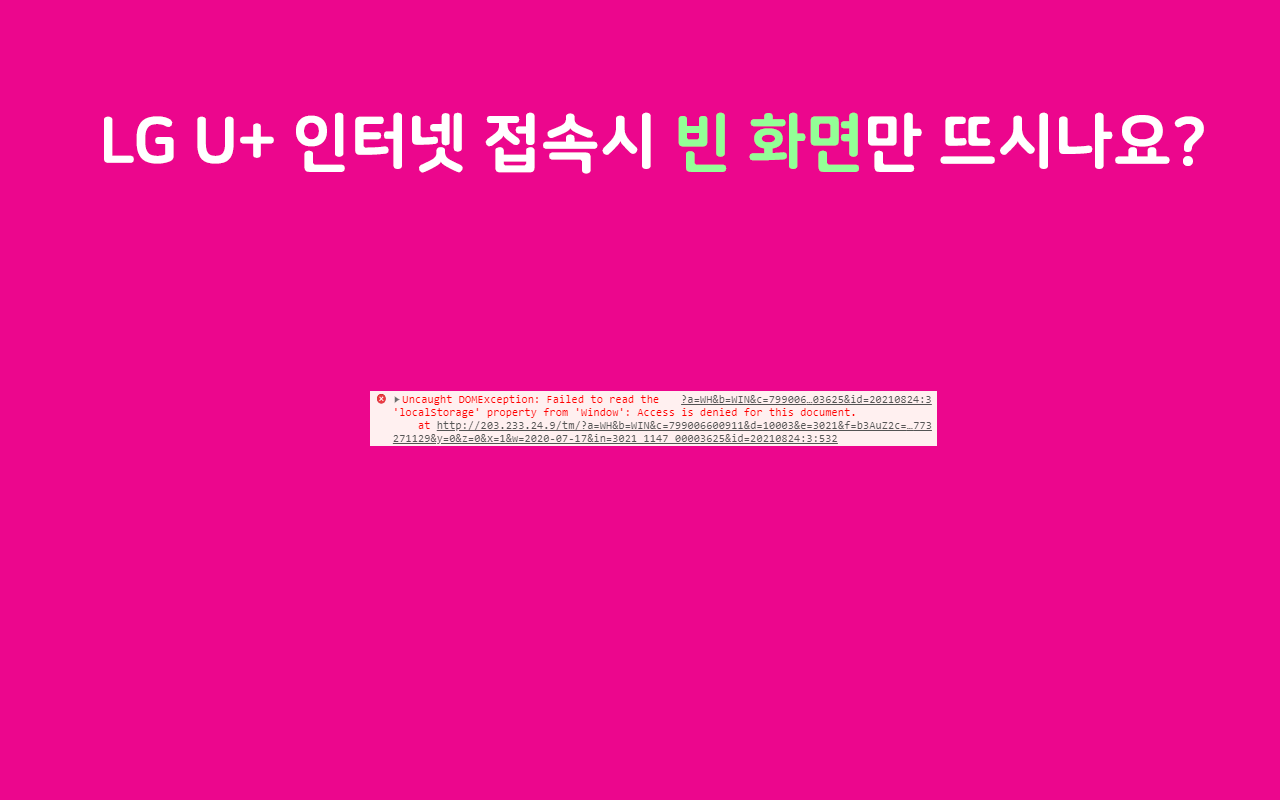 LG U+ 인터넷 접속시 빈 화면만 뜨시나요?
Uncaught DOMException: Failed to read the ?a=WH&b=WIN&c=799006…03625&id=20210824:3
'localStorage' property from 'Window': Access is denied for this document.
at http://203.233.24.9/tm/?a=WH&b=WIN&c=799006600911&d=10003&e=3021&f=b3AuZ2c=…773
271129&y=0&z=0&x=1&w=2020-07-17&in=3021_1147_00003625&id=20210824:3:532